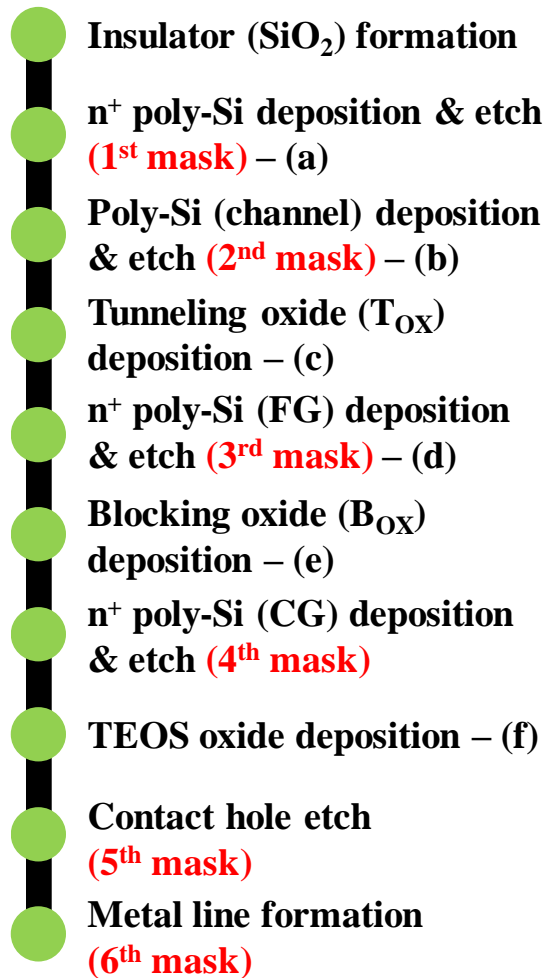 Insulator (SiO₂) formation
n⁺ poly-Si deposition & etch
(1ˢᵗ mask) – (a)
Poly-Si (channel) deposition
& etch (2ⁿᵈ mask) – (b)
Tunneling oxide (T_OX)
deposition – (c)
n⁺ poly-Si (FG) deposition
& etch (3ʳᵈ mask) – (d)
Blocking oxide (B_OX)
deposition – (e)
n⁺ poly-Si (CG) deposition
& etch (4ᵗʰ mask)
TEOS oxide deposition – (f)
Contact hole etch
(5ᵗʰ mask)
Metal line formation
(6ᵗʰ mask)